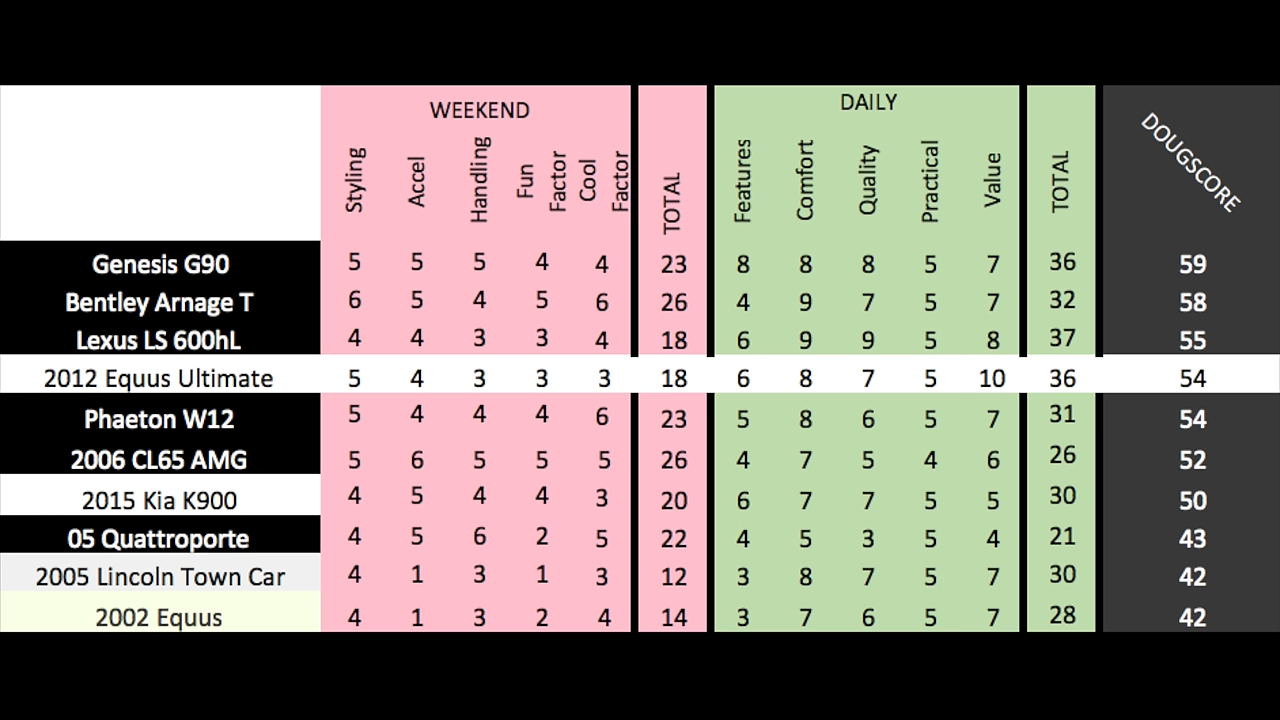 WEEKEND DAILY
Styling Accel Handling Fun Factor Cool Factor TOTAL Features Comfort Quality Practical Value TOTAL DOUGSCORE
Genesis G90 5 5 5 4 4 23 8 8 8 5 7 36 59
Bentley Arnage T 6 5 4 5 6 26 4 9 7 5 7 32 58
Lexus LS 600hL 4 4 3 3 4 18 6 9 9 5 8 37 55
2012 Equus Ultimate 5 4 3 3 3 18 6 8 7 5 10 36 54
Phaeton W12 5 4 4 4 6 23 5 8 6 5 7 31 54
2006 CL65 AMG 5 6 5 5 5 26 4 7 5 4 6 26 52
2015 Kia K900 4 5 4 4 3 20 6 7 7 5 5 30 50
05 Quattroporte 4 5 6 2 5 22 4 5 3 5 4 21 43
2005 Lincoln Town Car 4 1 3 1 3 12 3 8 7 5 7 30 42
2002 Equus 4 1 3 2 4 14 3 7 6 5 7 28 42